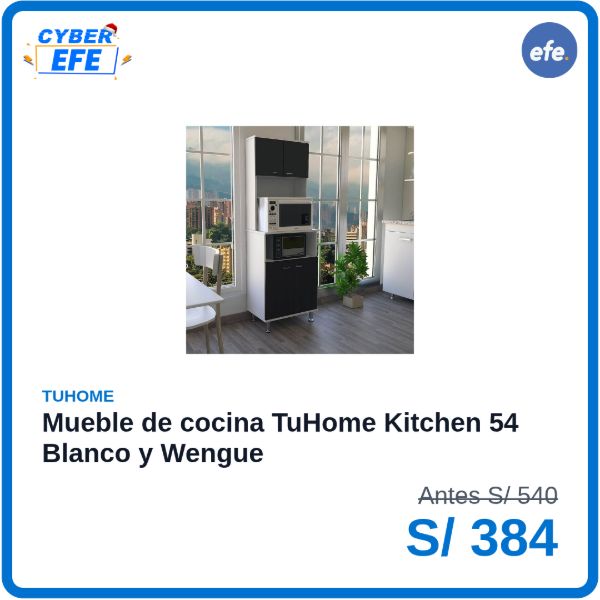 CYBER
EFE
efe.
TUHOME
Mueble de cocina TuHome Kitchen 54
Blanco y Wengue
Antes S/ 540
S/ 384